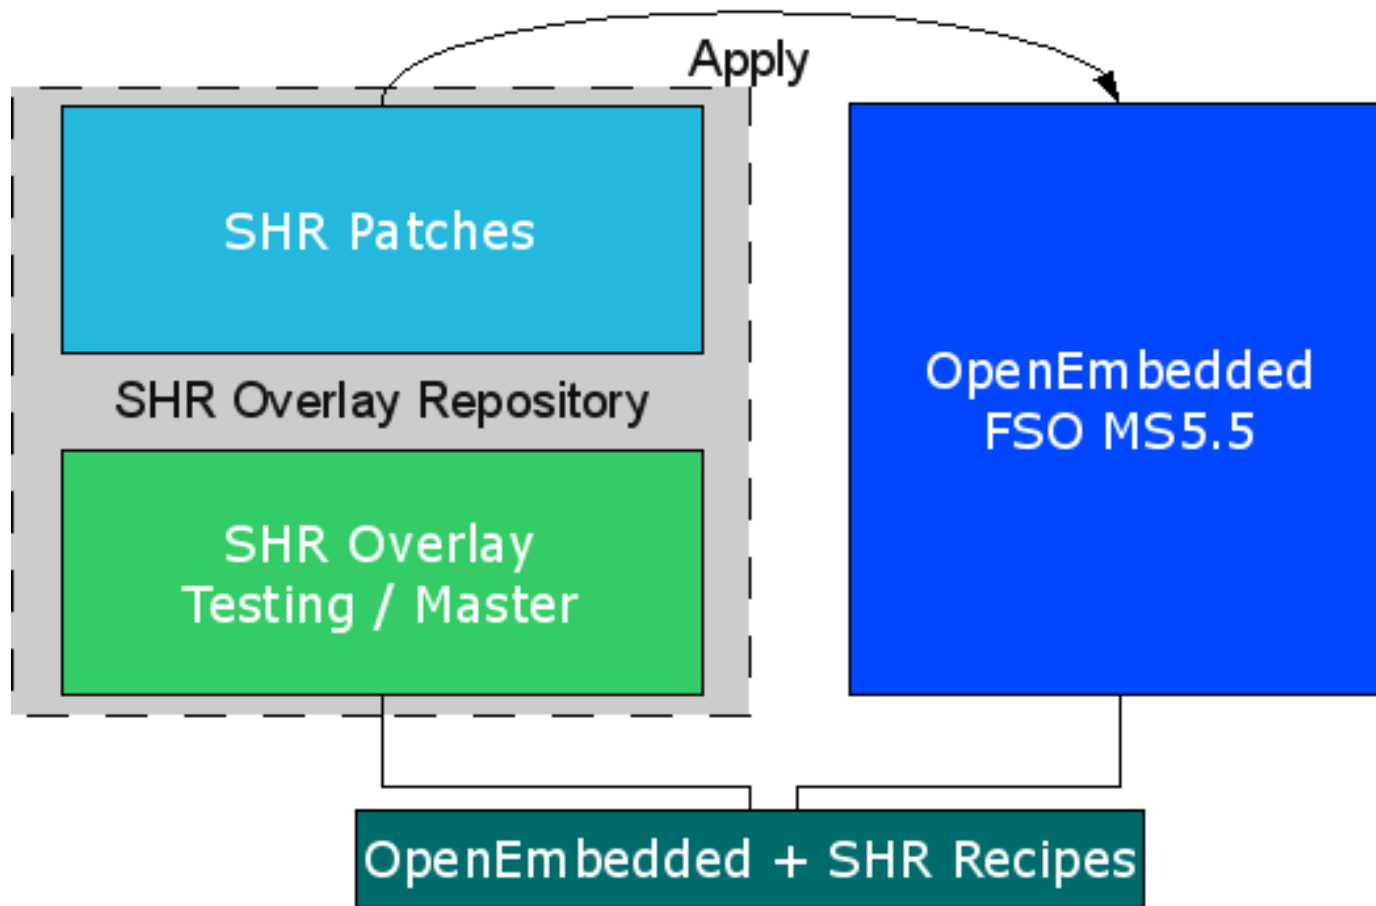 Apply
SHR Patches
SHR Overlay Repository
SHR Overlay
Testing / Master
OpenEmbedded
FSO MS5.5
OpenEmbedded + SHR Recipes